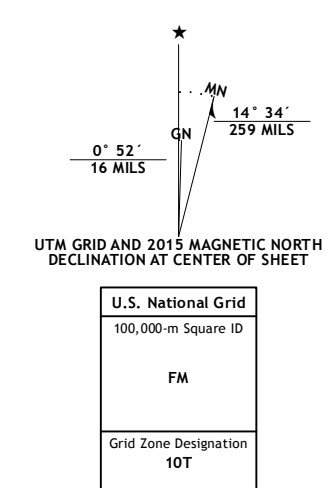 ★
MN
GN
14° 34´
259 MILS
0° 52´
16 MILS
UTM GRID AND 2015 MAGNETIC NORTH
DECLINATION AT CENTER OF SHEET
U.S. National Grid
100,000-m Square ID
FM
Grid Zone Designation
10T